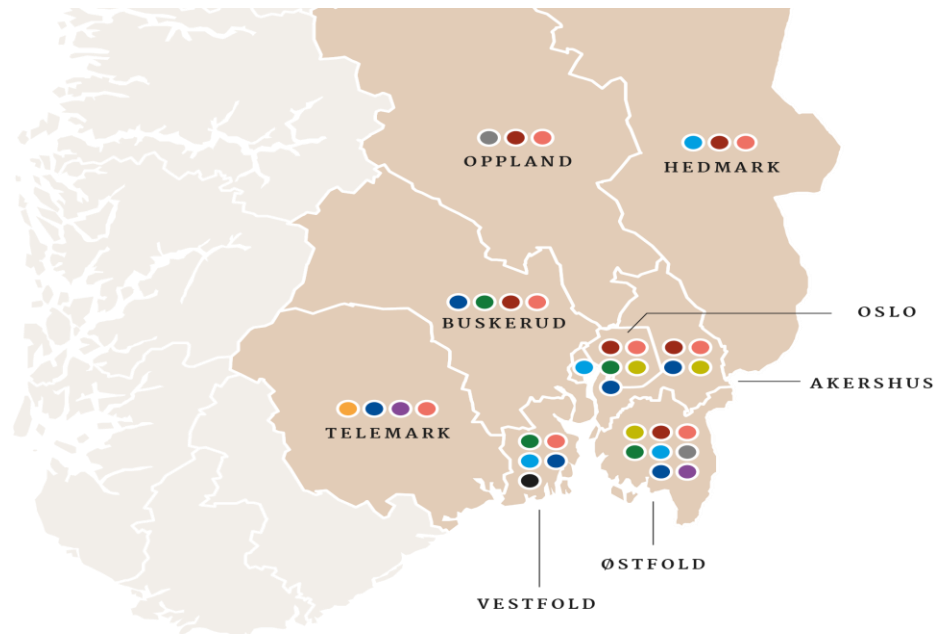 OPPLAND
HEDMARK
BUSKERUD
OSLO
AKERSHUS
TELEMARK
ØSTFOLD
VESTFOLD